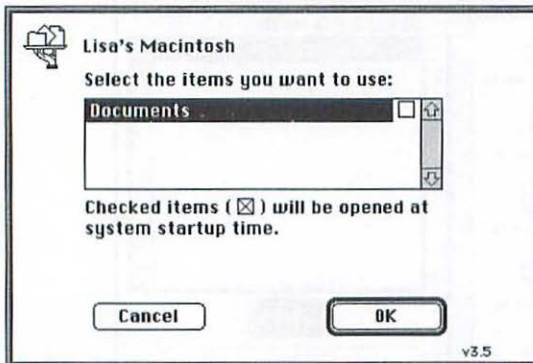 Lisa's Macintosh
Select the items you want to use:
Documents
Checked items ( ☒ ) will be opened at
system startup time.
Cancel
OK
v3.5